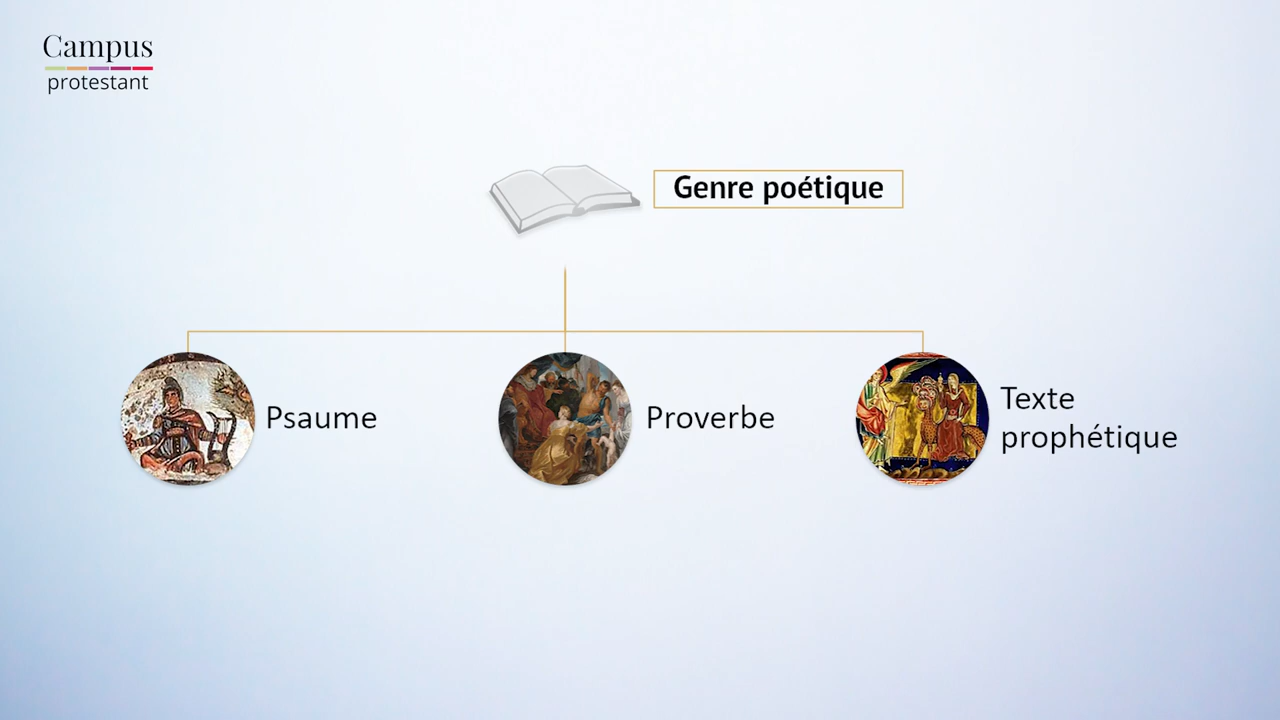 Campus
protestant
Genre poétique
Psaume
Proverbe
Texte
prophétique